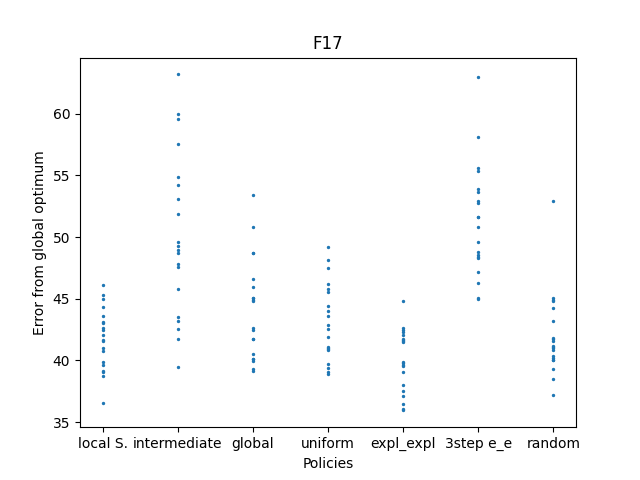 F17
Error from global optimum
60
55
50
45
40
35
local S. intermediate global uniform expl_expl 3step e_e random
Policies